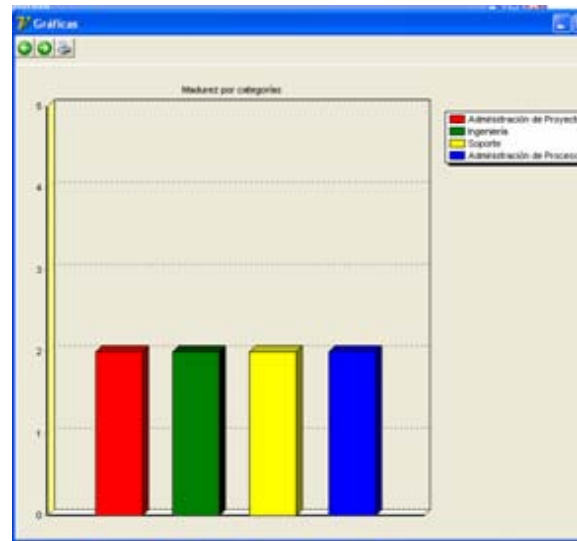 Gráficas
Madurez por categorías
5
4
3
2
1
0
Administración de Proyect
Ingeniería
Soporte
Administración de Proceso